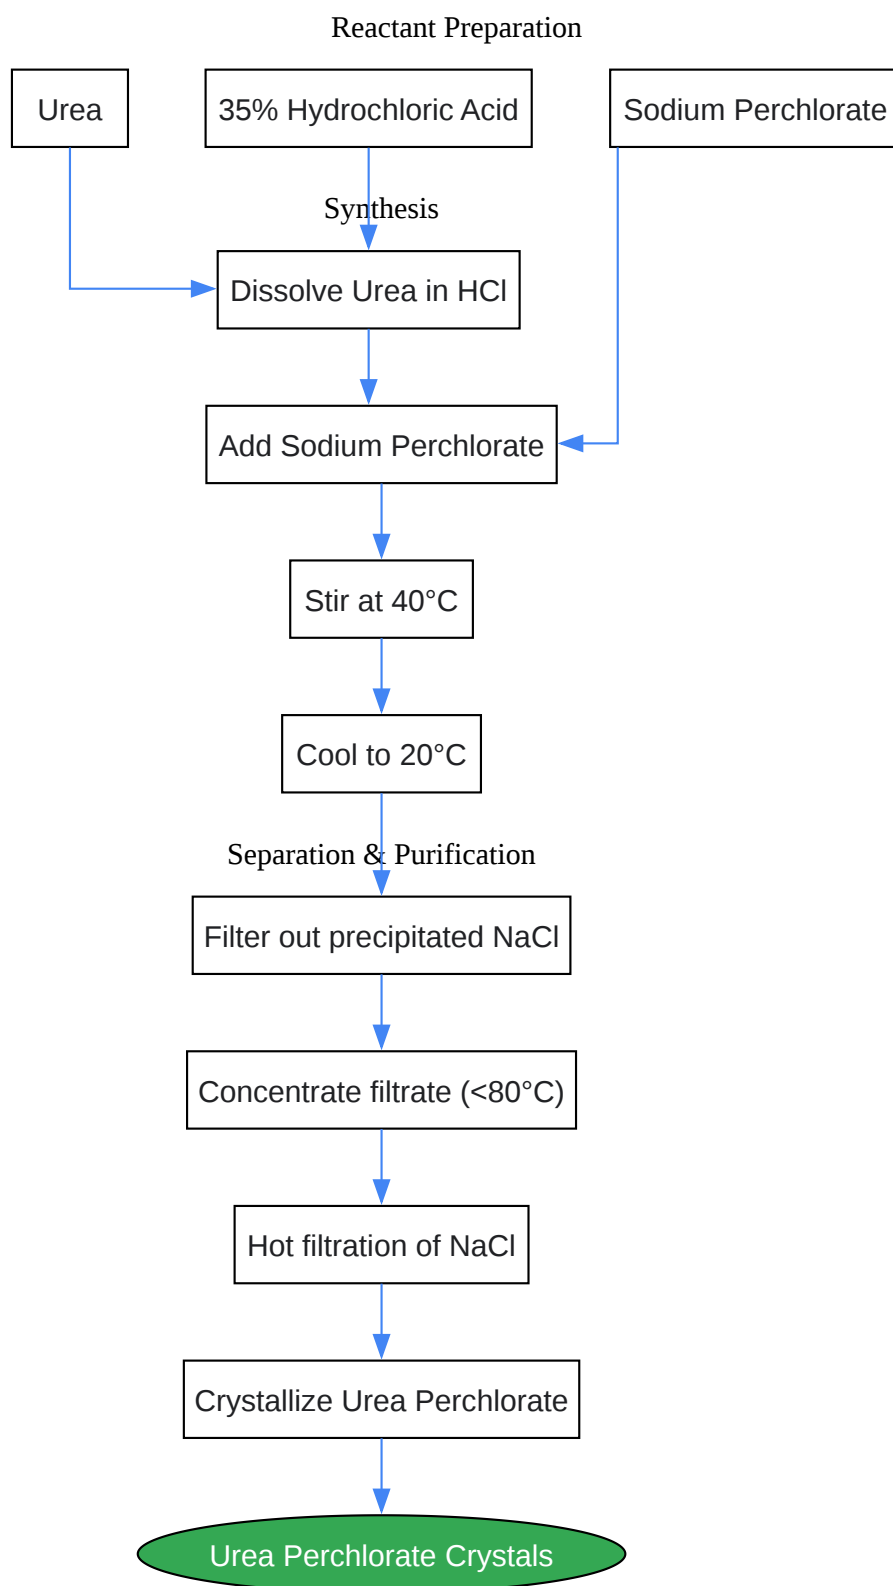 Reactant Preparation
Urea
35% Hydrochloric Acid
Sodium Perchlorate
Synthesis
Dissolve Urea in HCl
Add Sodium Perchlorate
Stir at 40°C
Cool to 20°C
Separation & Purification
Filter out precipitated NaCl
Concentrate filtrate (<80°C)
Hot filtration of NaCl
Crystallize Urea Perchlorate
Urea Perchlorate Crystals